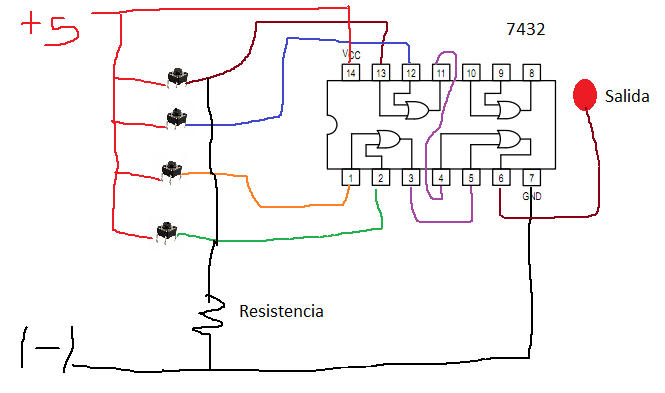 +5
7432
Vcc
14 13 12 11 10 9 8
Salida
1 2 3 4 5 6 7
GND
Resistencia
(-)